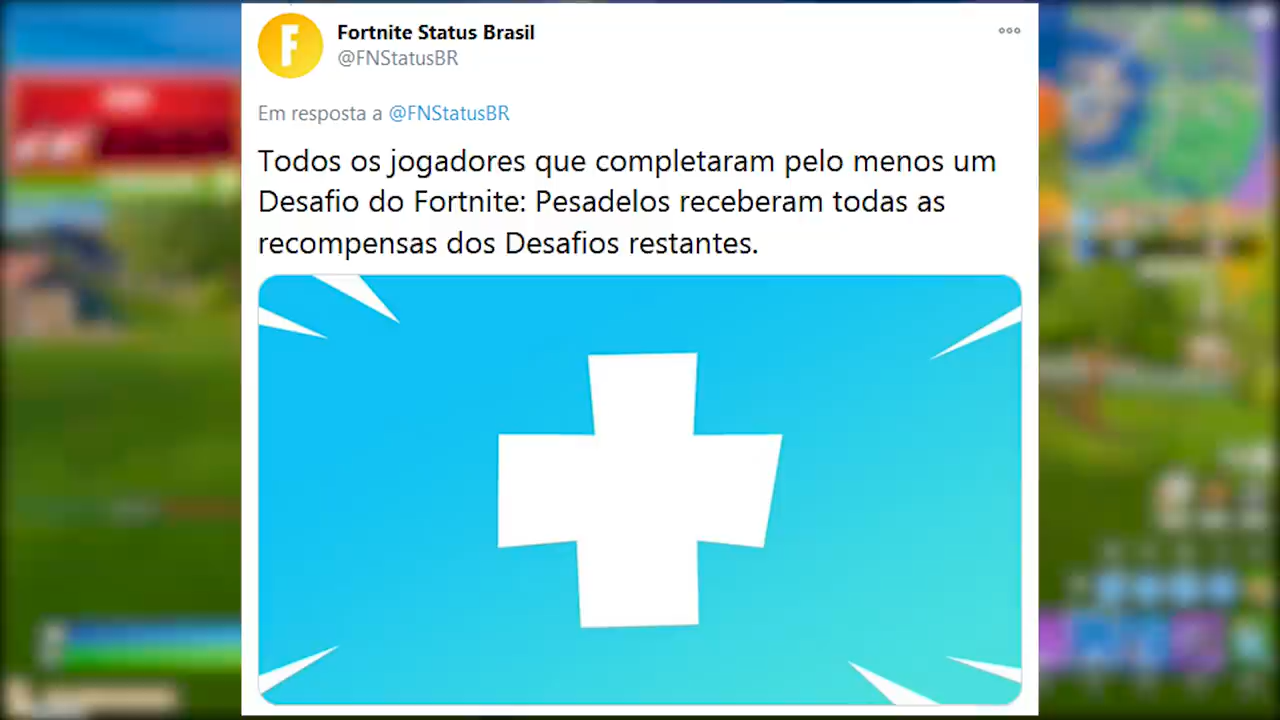 Fortnite Status Brasil
@FNStatusBR
Em resposta a @FNStatusBR
Todos os jogadores que completaram pelo menos um
Desafio do Fortnite: Pesadelos receberam todas as
recompensas dos Desafios restantes.